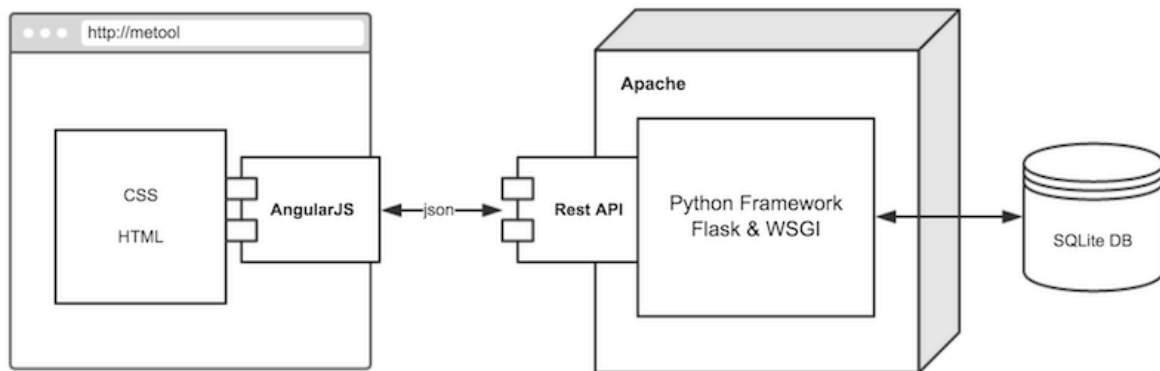 http://metool
Apache
CSS
HTML
AngularJS
json
Rest API
Python Framework
Flask & WSGI
SQLite DB